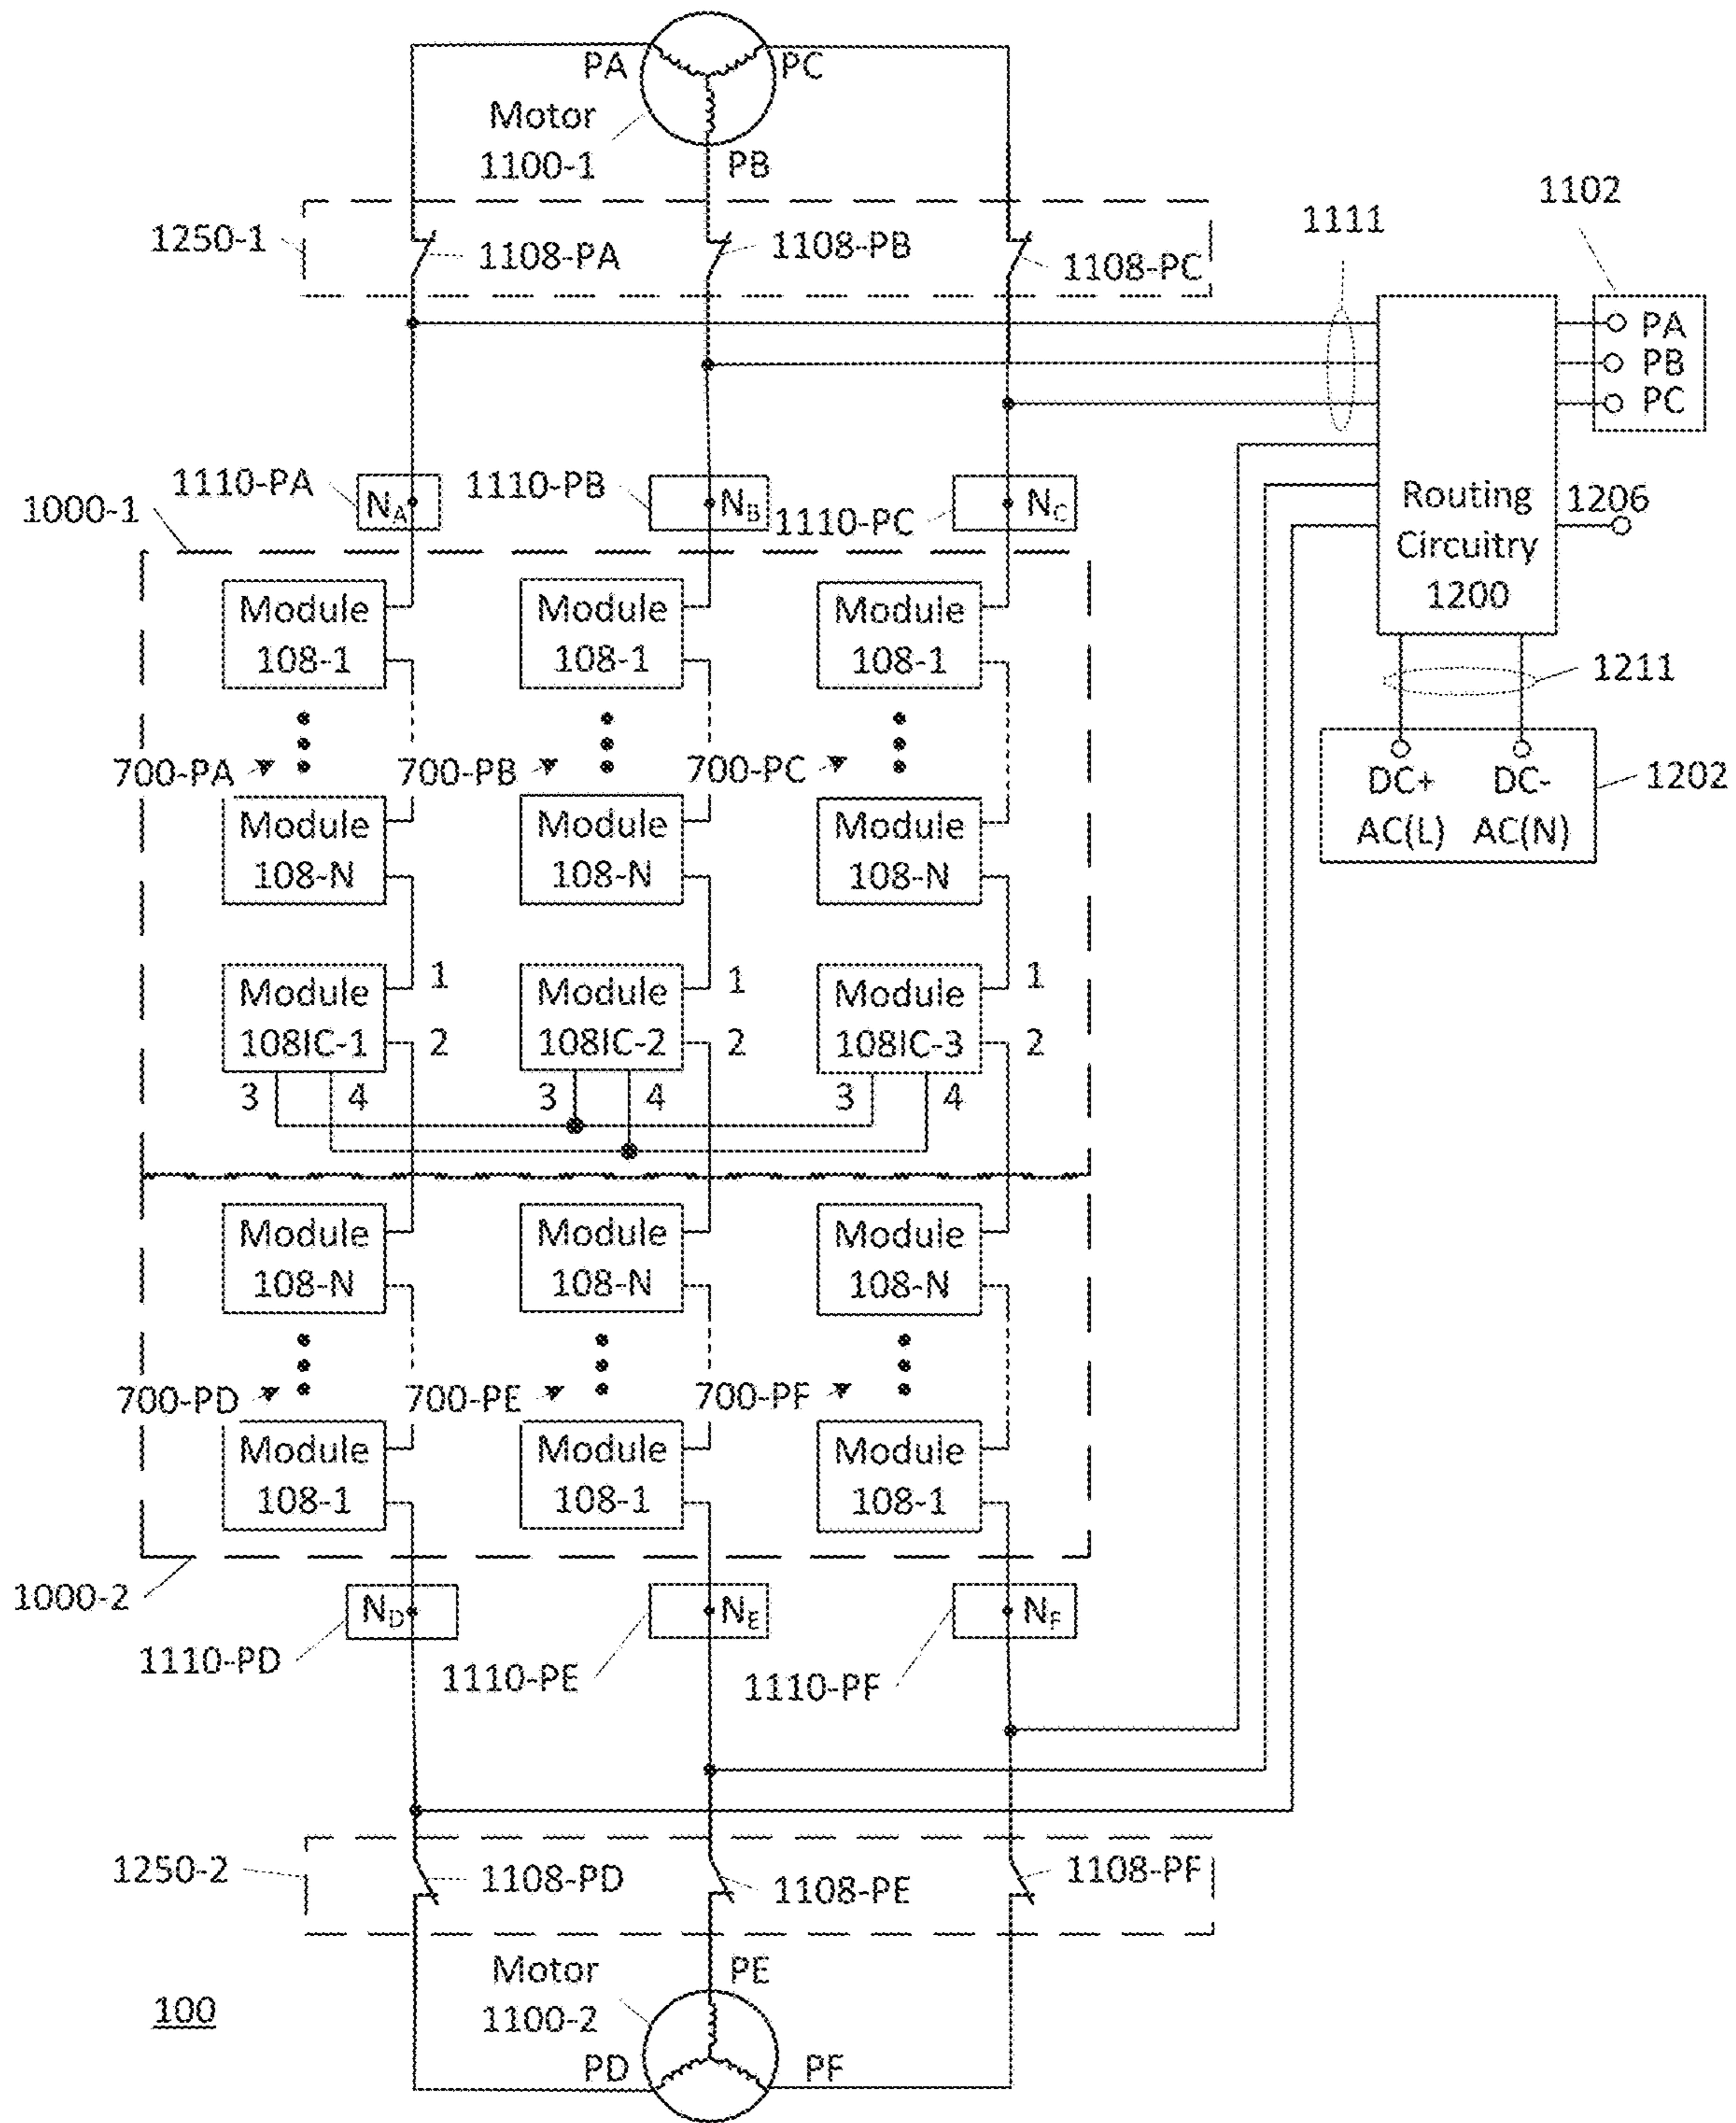 PA PC
Motor
1100-1
PB
1102
1111
1250-1
1108-PA 1108-PB 1108-PC
PA
PB
PC
1110-PA NA 1110-PB NB 1110-PC NC
1000-1
Routing
Circuitry
1200
1206
Module Module Module
108-1 108-1 108-1
1211
700-PA 700-PB 700-PC
DC+ DC-
AC(L) AC(N)
1202
Module Module Module
108-N 108-N 108-N
1 1 1
Module Module Module
108IC-1 108IC-2 108IC-3
2 2 2
3 4 3 4 3 4
Module Module Module
108-N 108-N 108-N
700-PD 700-PE 700-PF
Module Module Module
108-1 108-1 108-1
1000-2
ND NE NF
1110-PD 1110-PE 1110-PF
1250-2
1108-PD 1108-PE 1108-PF
Motor
1100-2
PE
PD PF
100